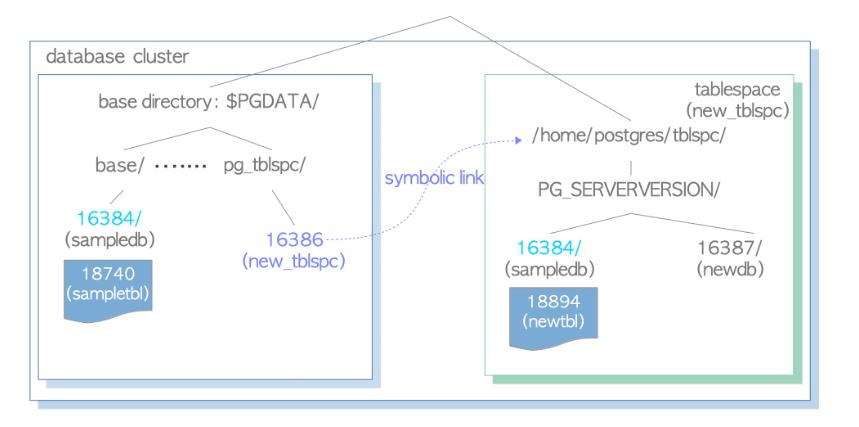 database cluster
base directory: $PGDATA/
base/ ....... pg_tblspc/
16384/
(sampledb)
18740
(sampletbl)
16386
(new_tblspc)
symbolic link
tablespace
(new_tblspc)
/home/postgres/tblspc/
PG_SERVERVERSION/
16384/
(sampledb)
18894
(newtbl)
16387/
(newdb)